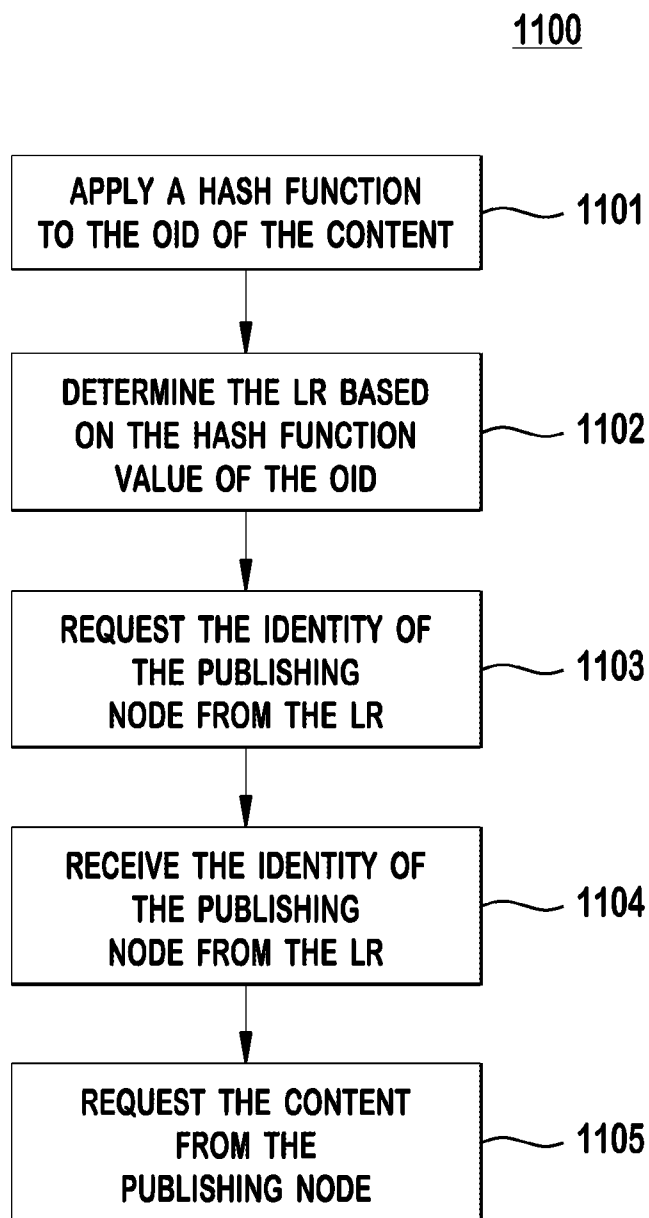 1100
APPLY A HASH FUNCTION
TO THE OID OF THE CONTENT
1101
DETERMINE THE LR BASED
ON THE HASH FUNCTION
VALUE OF THE OID
1102
REQUEST THE IDENTITY OF
THE PUBLISHING
NODE FROM THE LR
1103
RECEIVE THE IDENTITY OF
THE PUBLISHING
NODE FROM THE LR
1104
REQUEST THE CONTENT
FROM THE
PUBLISHING NODE
1105